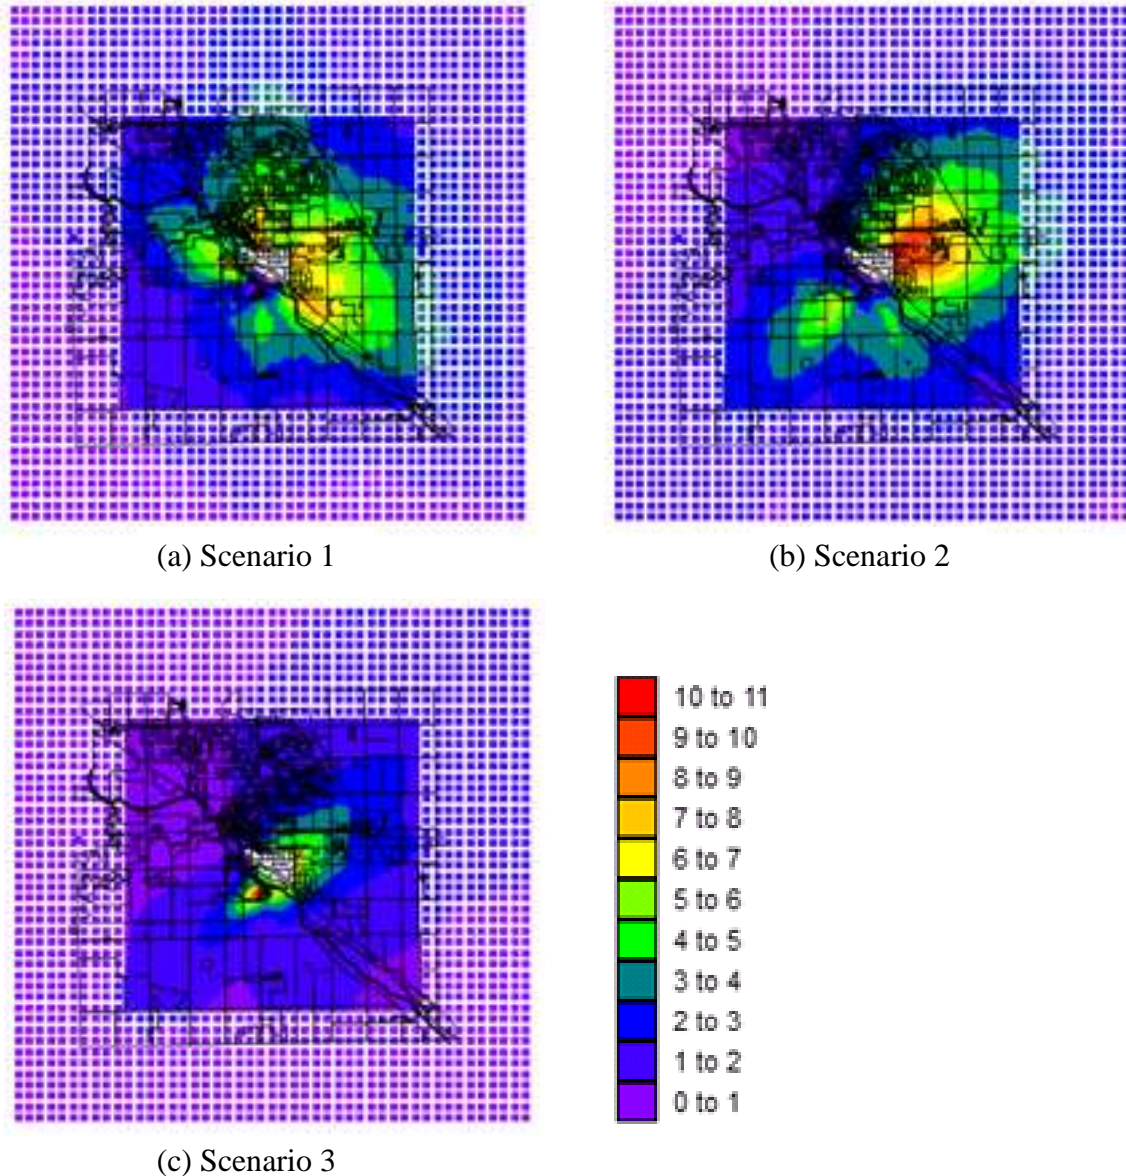 (a) Scenario 1
(b) Scenario 2
10 to 11
9 to 10
8 to 9
7 to 8
6 to 7
5 to 6
4 to 5
3 to 4
2 to 3
1 to 2
0 to 1
(c) Scenario 3